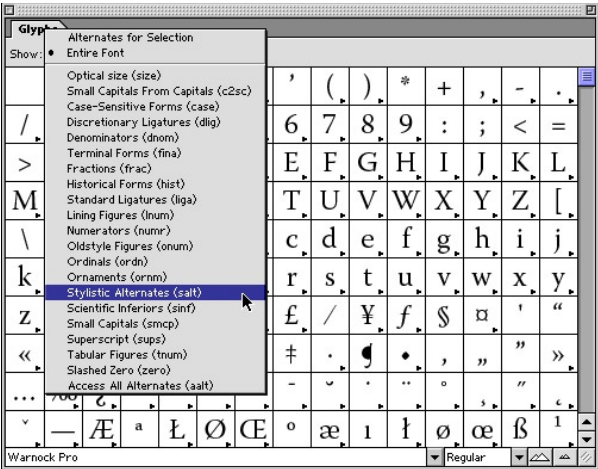 Glyph
Alternates for Selection
Show: • Entire Font
Optical size (size)
Small Capitals From Capitals (c2sc)
Case-Sensitive Forms (case)
Discretionary Ligatures (dlig)
Denominators (dnom)
Terminal Forms (fina)
Fractions (frac)
Historical Forms (hist)
Standard Ligatures (liga)
Lining Figures (lnum)
Numerators (numr)
Oldstyle Figures (onum)
Ordinals (ordn)
Ornaments (ornm)
Stylistic Alternates (salt)
Scientific Inferiors (sinf)
Small Capitals (smcp)
Superscript (sups)
Tabular Figures (tnum)
Slashed Zero (zero)
Access All Alternates (aalt)
' ( ) * + , - .
/ 6 7 8 9 : ; < =
> E F G H I J K L
M T U V W X Y Z [
\ c d e f g h i j
k r s t u v w x y
z £ ⁄ ¥ ƒ § ¤ ' “
« ‡ · ¶ • ‚ „ ” »
… ‰ ¿ ¯ ˘ ˙ ¨ ˚ ¸ ˝ ˛
ˇ — Æ ª Ł Ø Œ º æ ı ł ø œ ß ¹
Warnock Pro Regular